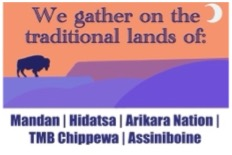 We gather on the
traditional lands of:
Mandan | Hidatsa | Arikara Nation |
TMB Chippewa | Assiniboine